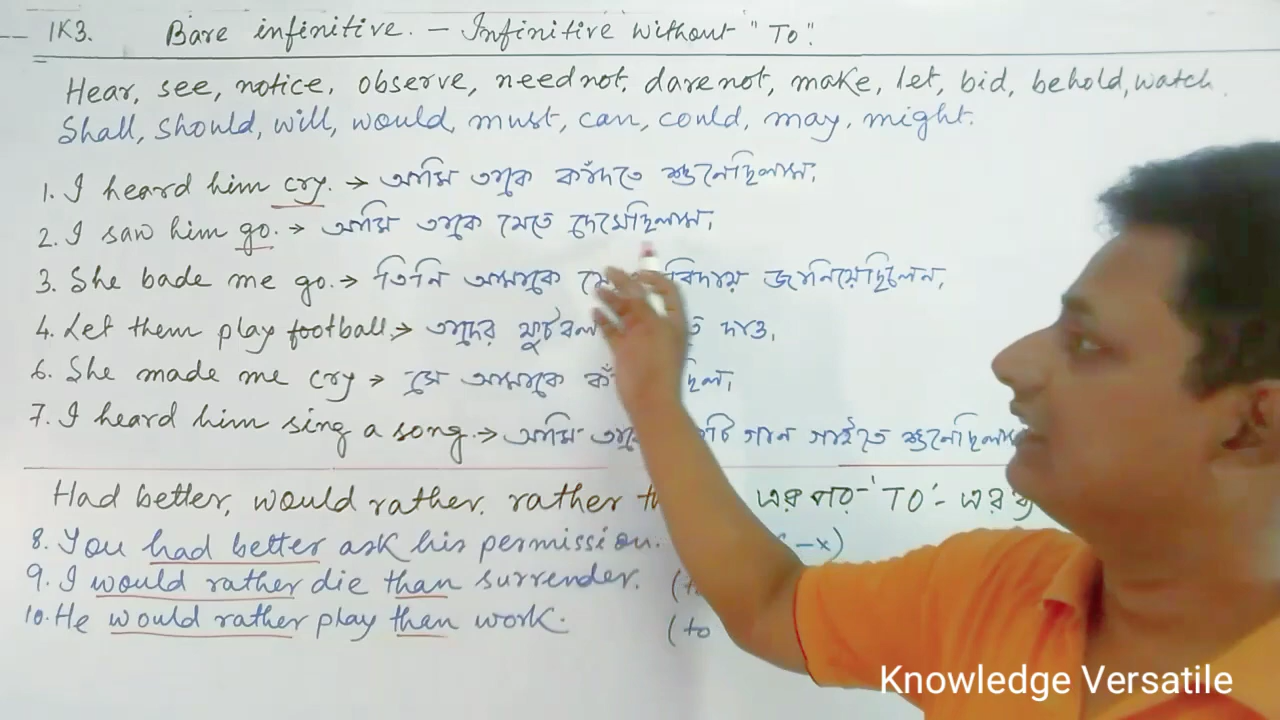 1K3. Bare infinitive. – Infinitive without "To".
Hear, see, notice, observe, need not, dare not, make, let, bid, behold, watch.
Shall, should, will, would, must, can, could, may, might.
1. I heard him cry. → আমি তাকে কাঁদতে শুনেছিলাম।
2. I saw him go. → আমি তাকে যেতে দেখেছিলাম।
3. She bade me go. → তিনি আমাকে বিদায় জানিয়েছিলেন।
4. Let them play football. → তাদের ফুটবল দাও।
6. She made me cry → সে আমাকে
7. I heard him sing a song. → আমি গান গাইতে শুনেছিলাম
Had better, would rather, rather এর পর 'TO' - এর
8. You had better ask his permission. – x)
9. I would rather die than surrender.
10. He would rather play than work. (to
Knowledge Versatile